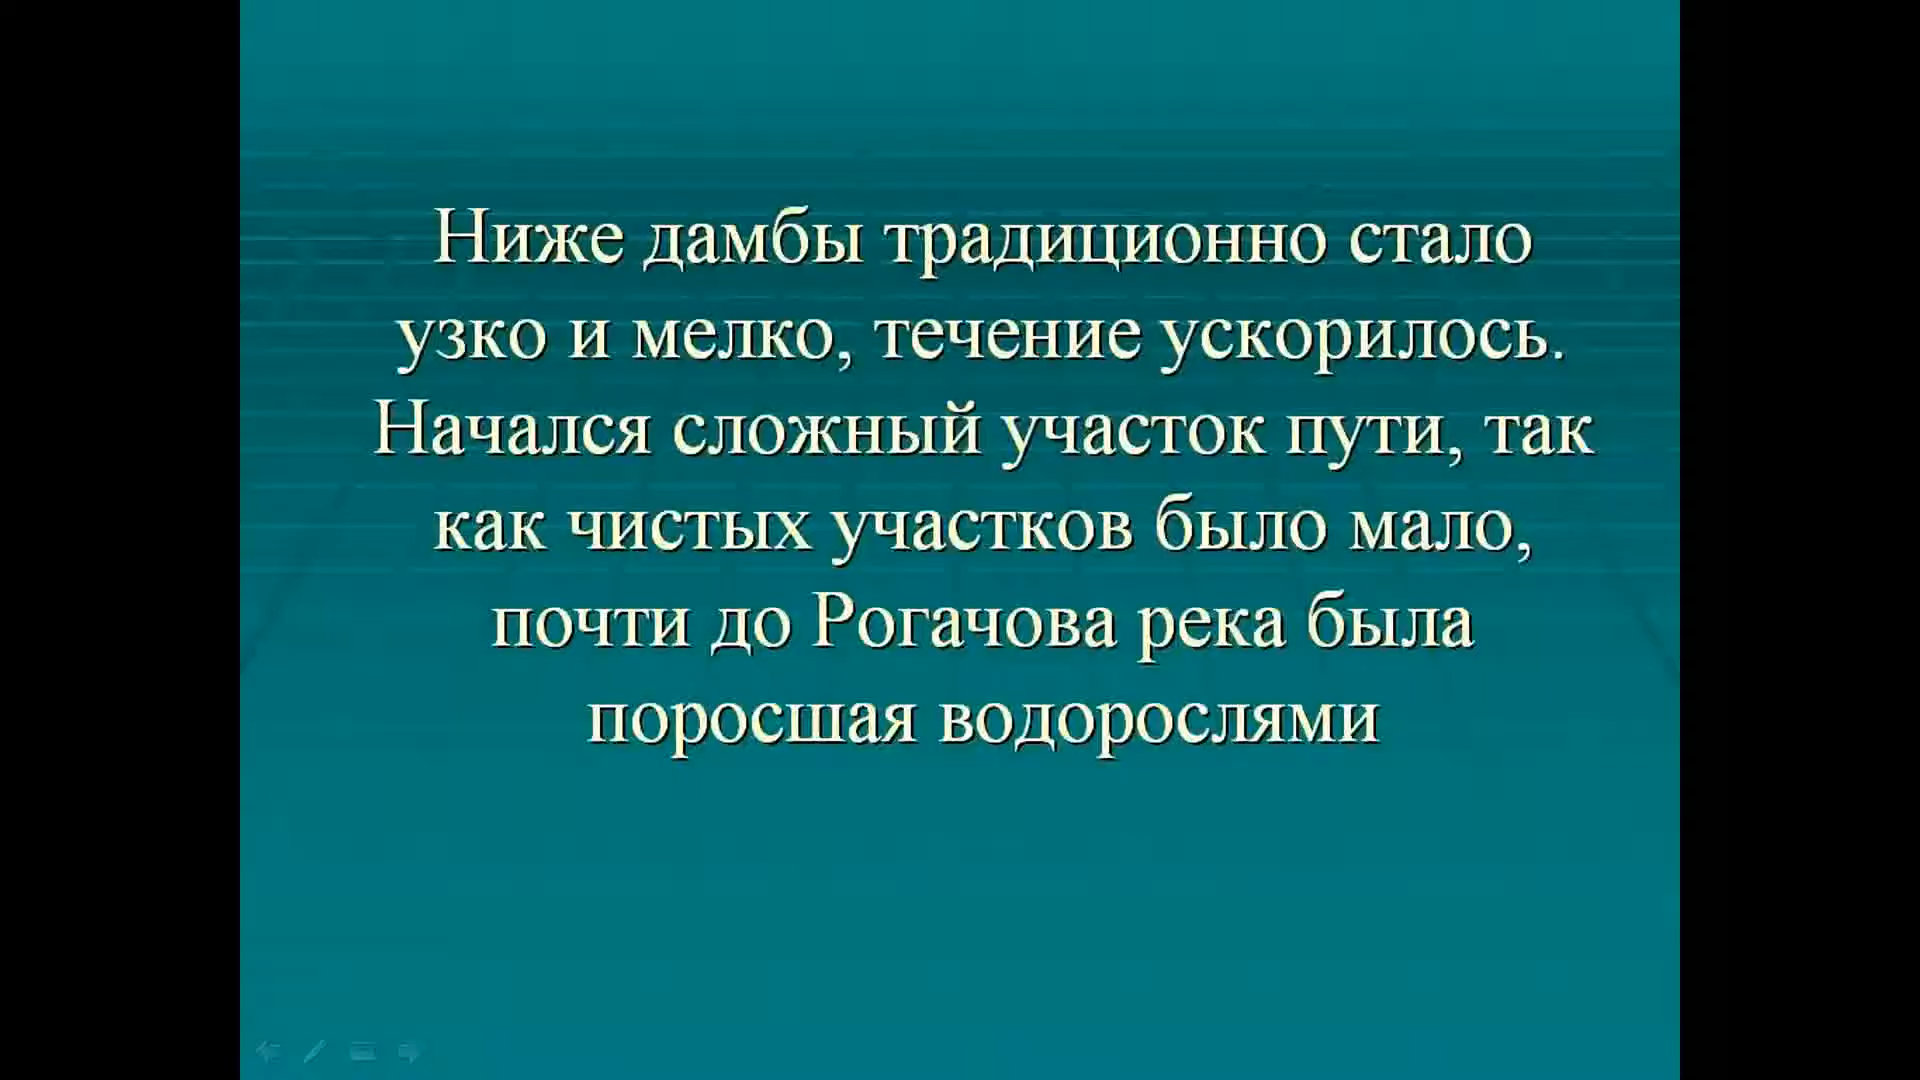 Ниже дамбы традиционно стало
узко и мелко, течение ускорилось.
Начался сложный участок пути, так
как чистых участков было мало,
почти до Рогачова река была
поросшая водорослями